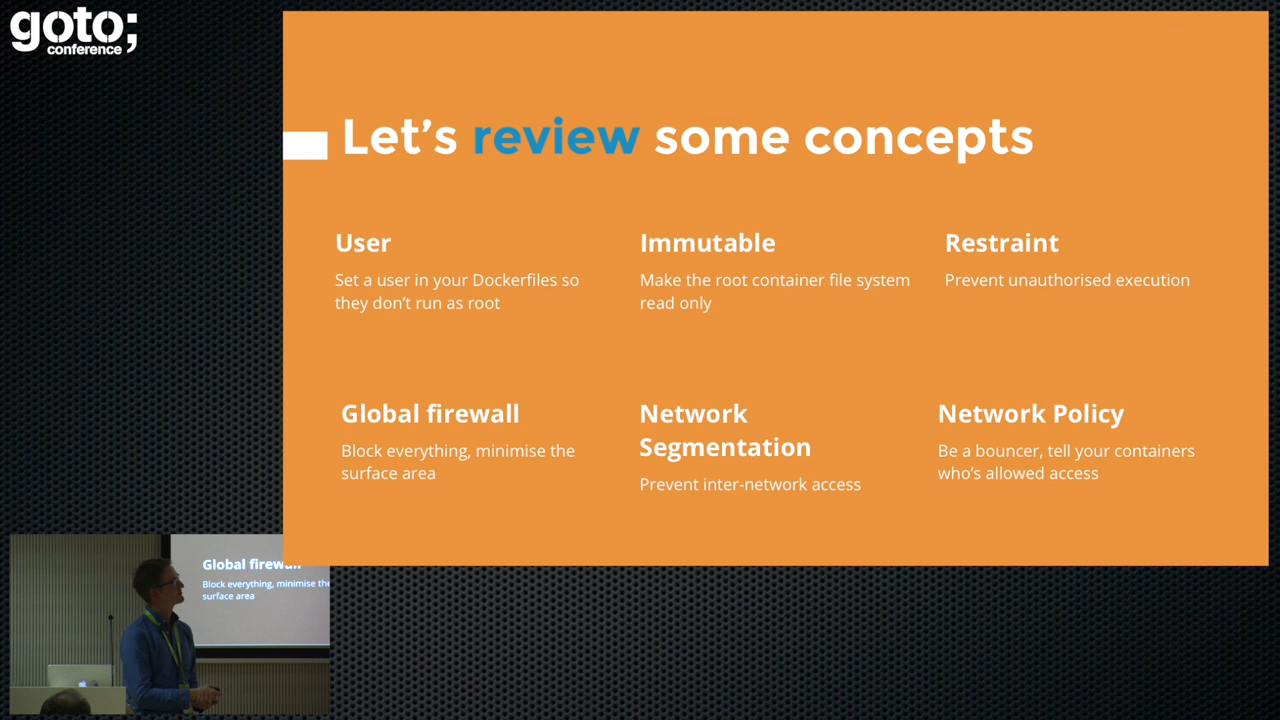 goto;
conference
Let’s review some concepts
User
Set a user in your Dockerfiles so
they don’t run as root
Immutable
Make the root container file system
read only
Restraint
Prevent unauthorised execution
Global firewall
Block everything, minimise the
surface area
Network
Segmentation
Prevent inter-network access
Network Policy
Be a bouncer, tell your containers
who’s allowed access
Global firewall
Block everything, minimise the
surface area